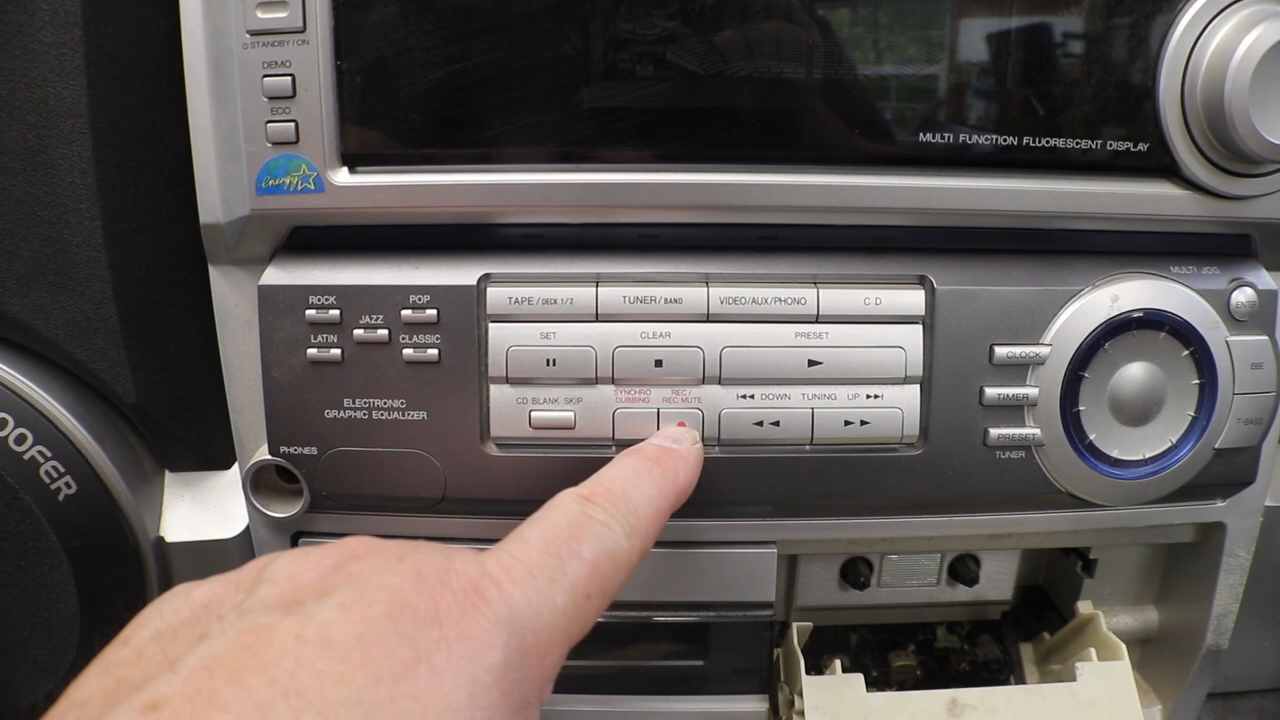 ⏻ STANDBY / ON
DEMO
ECO
energy
MULTI FUNCTION FLUORESCENT DISPLAY
MULTI JOG
ENTER
ROCK
POP
JAZZ
LATIN
CLASSIC
ELECTRONIC
GRAPHIC EQUALIZER
PHONES
TAPE / DECK 1/2
TUNER / BAND
VIDEO/AUX/PHONO
CD
SET
CLEAR
PRESET
CD BLANK SKIP
SYNCHRO
DUBBING
REC /
REC MUTE
⏮ DOWN TUNING UP ⏭
CLOCK
TIMER
PRESET
TUNER
BBE
T-BASS
OOFER